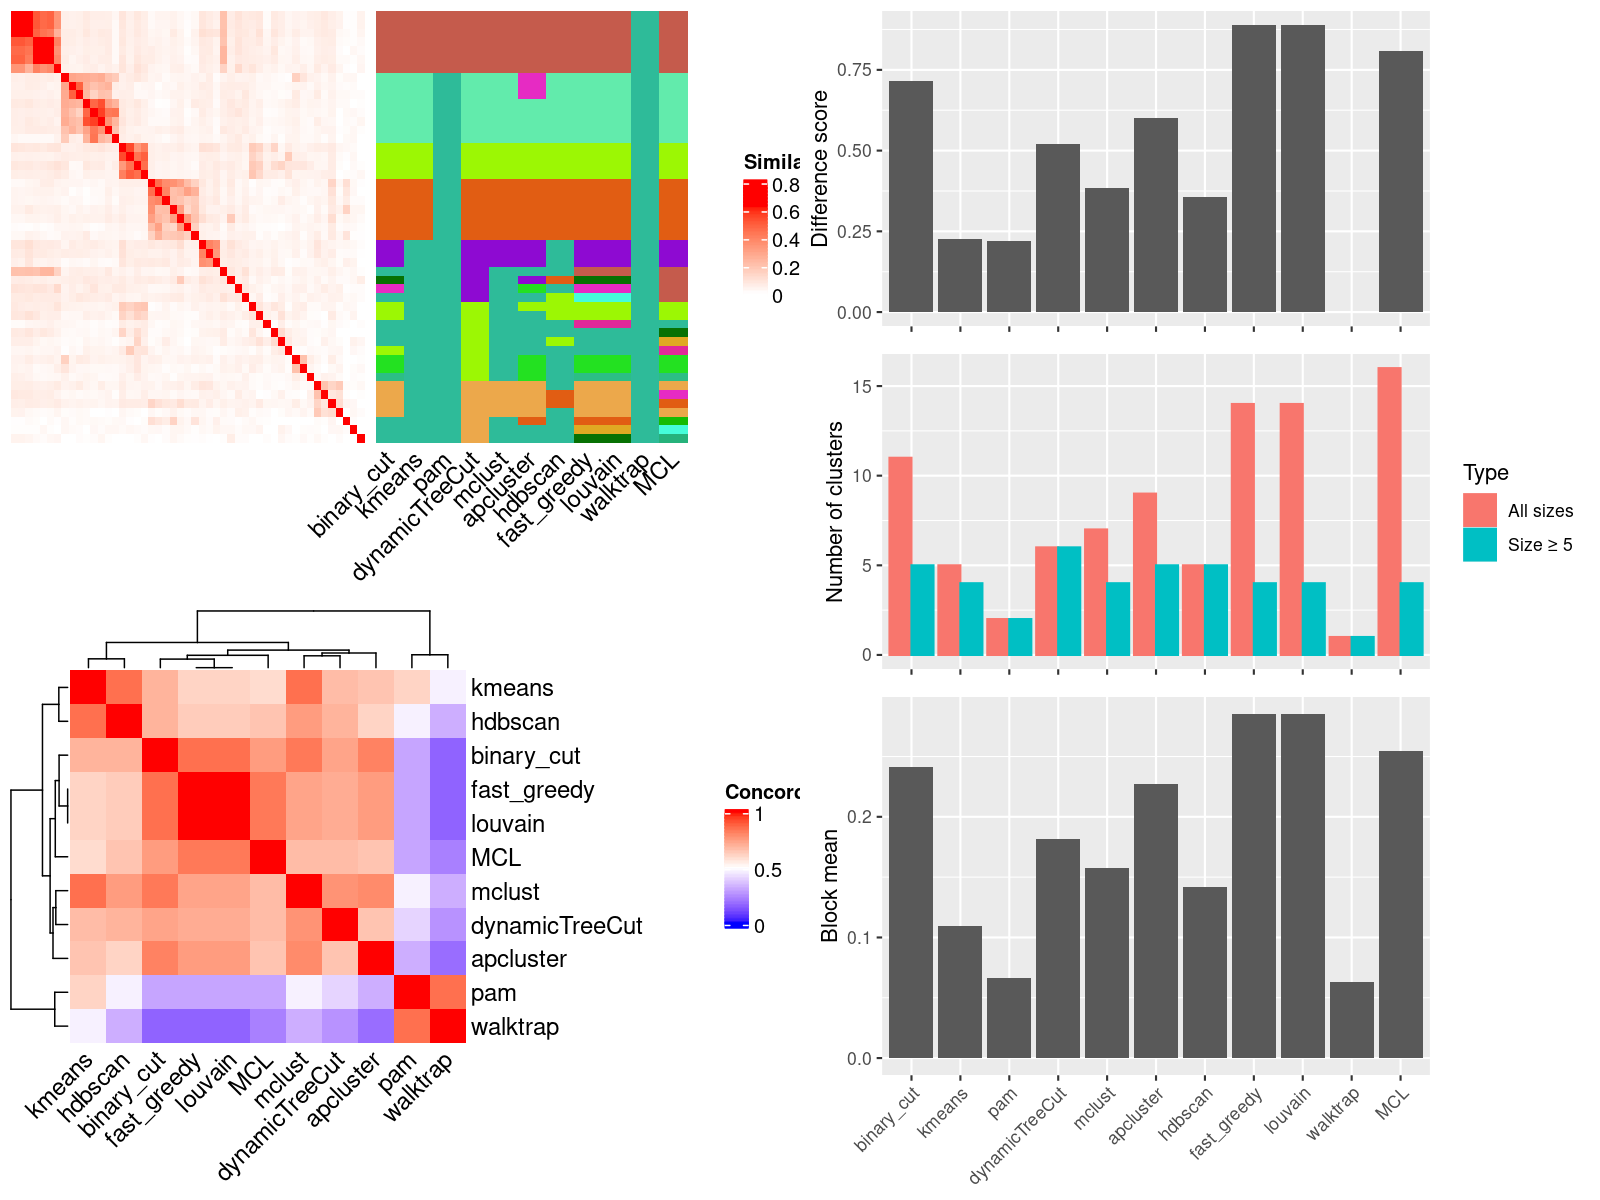 Simila
0.8
0.6
0.4
0.2
0
binary_cut
kmeans
pam
dynamicTreeCut
mclust
apcluster
hdbscan
fast_greedy
louvain
walktrap
MCL
Difference score
0.75
0.50
0.25
0.00
Number of clusters
15
10
5
0
Type
All sizes
Size ≥ 5
kmeans
hdbscan
binary_cut
fast_greedy
louvain
MCL
mclust
dynamicTreeCut
apcluster
pam
walktrap
kmeans
hdbscan
binary_cut
fast_greedy
louvain
MCL
mclust
dynamicTreeCut
apcluster
pam
walktrap
Concord
1
0.5
0
Block mean
0.2
0.1
0.0
binary_cut
kmeans
pam
dynamicTreeCut
mclust
apcluster
hdbscan
fast_greedy
louvain
walktrap
MCL